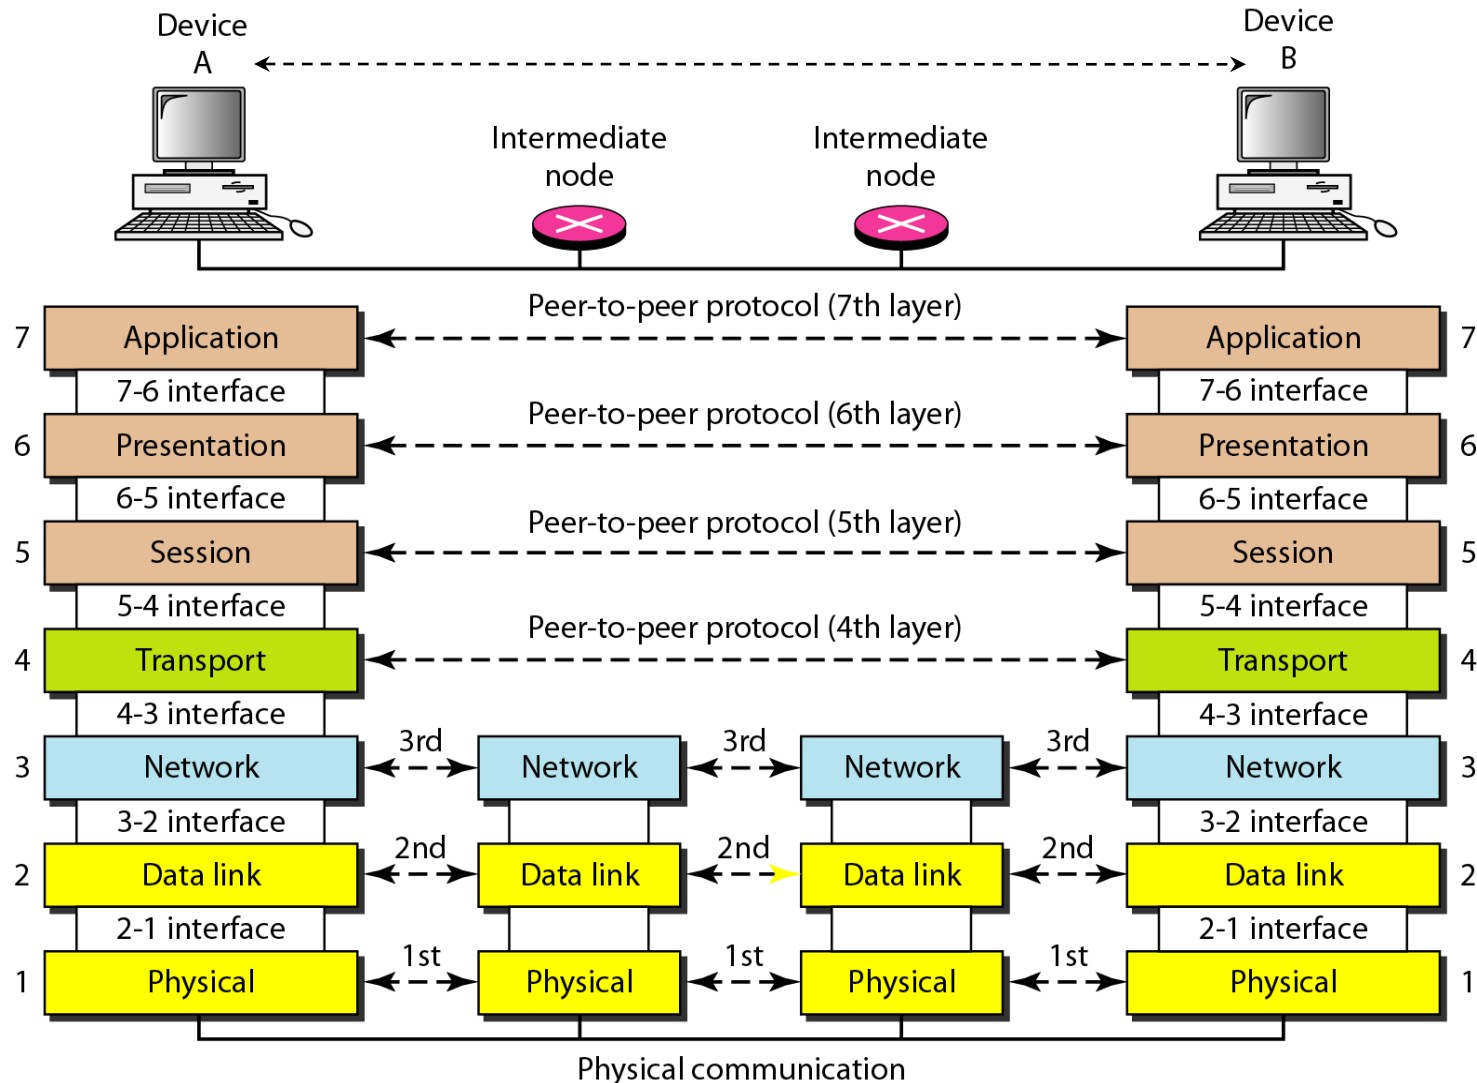 Device
A
Device
B
Intermediate
node
Intermediate
node
Peer-to-peer protocol (7th layer)
7 Application Application 7
7-6 interface 7-6 interface
Peer-to-peer protocol (6th layer)
6 Presentation Presentation 6
6-5 interface 6-5 interface
Peer-to-peer protocol (5th layer)
5 Session Session 5
5-4 interface 5-4 interface
Peer-to-peer protocol (4th layer)
4 Transport Transport 4
4-3 interface 4-3 interface
3rd 3rd 3rd
3 Network Network Network Network 3
3-2 interface 3-2 interface
2nd 2nd 2nd
2 Data link Data link Data link Data link 2
2-1 interface 2-1 interface
1st 1st 1st
1 Physical Physical Physical Physical 1
Physical communication